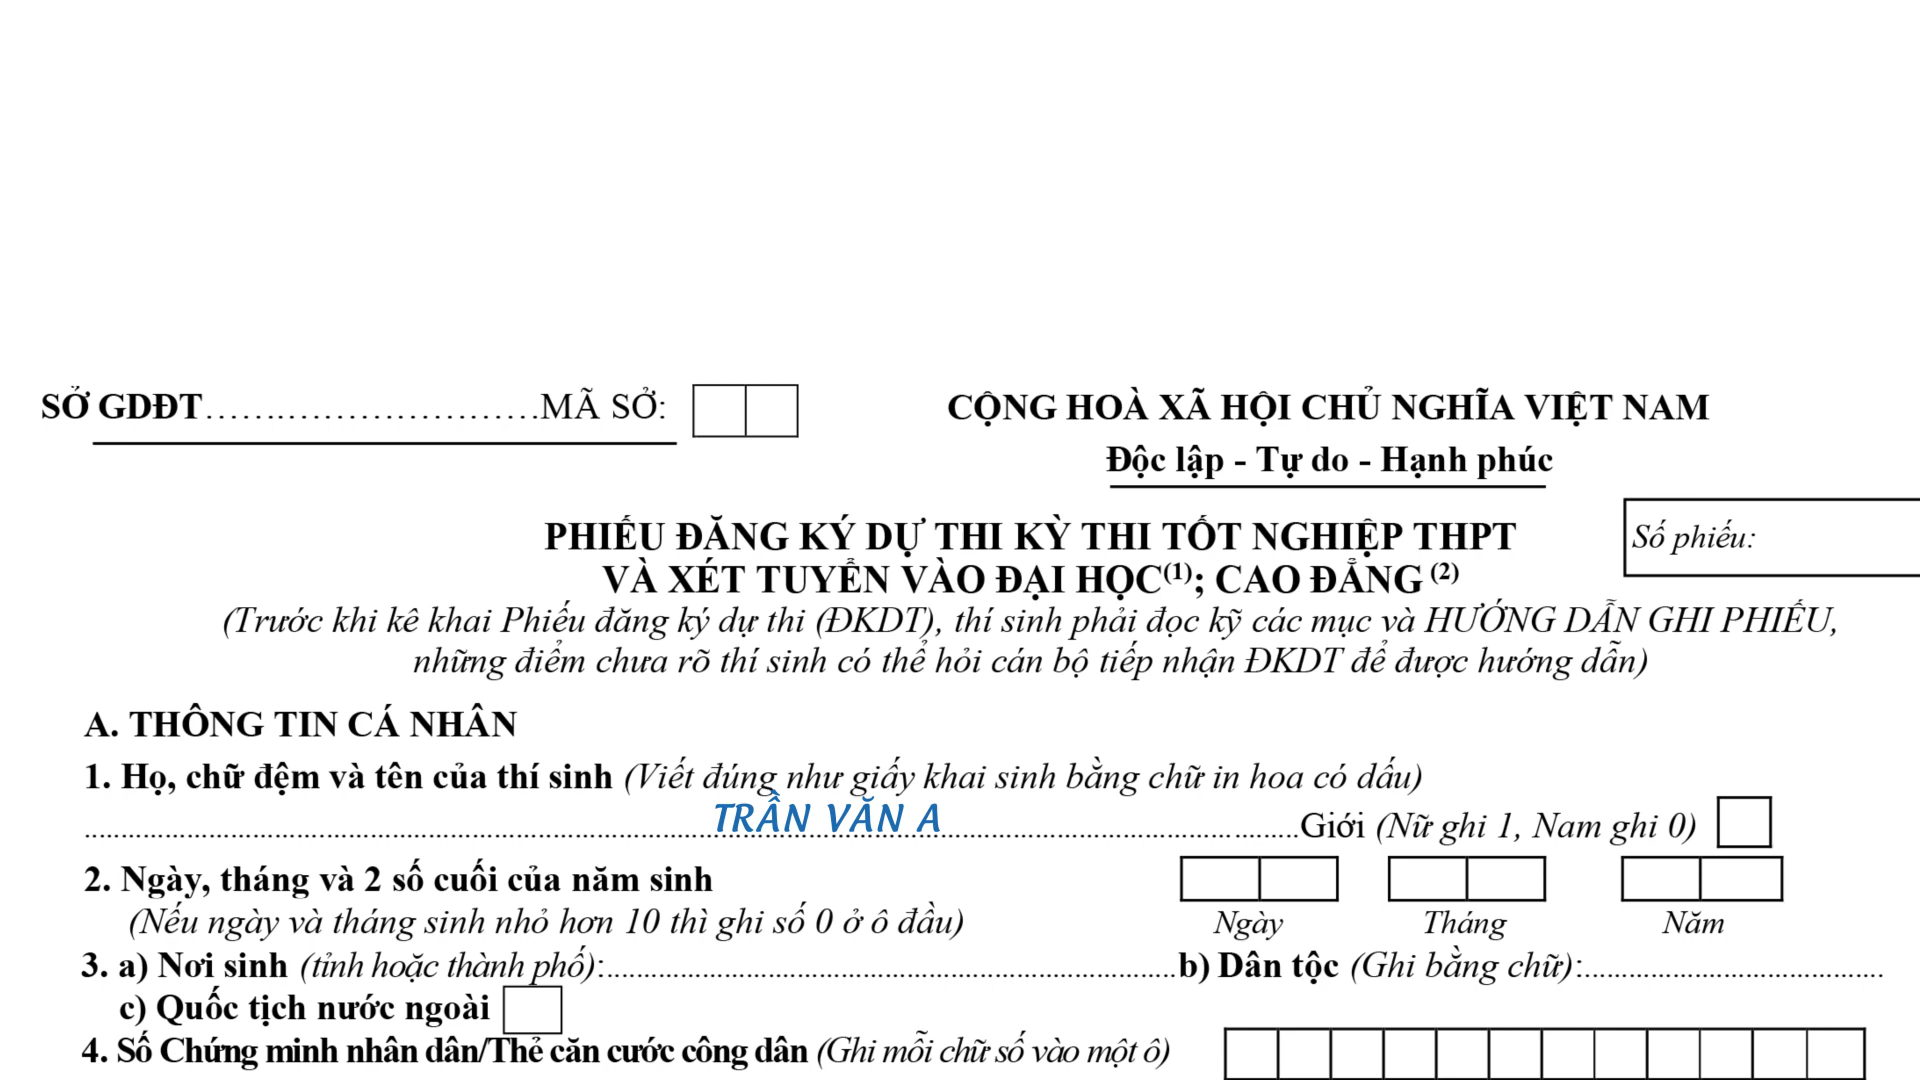 SỞ GDĐT…….………………….MÃ SỞ:
CỘNG HOÀ XÃ HỘI CHỦ NGHĨA VIỆT NAM
Độc lập - Tự do - Hạnh phúc
PHIẾU ĐĂNG KÝ DỰ THI KỲ THI TỐT NGHIỆP THPT
VÀ XÉT TUYỂN VÀO ĐẠI HỌC(1); CAO ĐẲNG (2)
Số phiếu:
(Trước khi kê khai Phiếu đăng ký dự thi (ĐKDT), thí sinh phải đọc kỹ các mục và HƯỚNG DẪN GHI PHIẾU,
những điểm chưa rõ thí sinh có thể hỏi cán bộ tiếp nhận ĐKDT để được hướng dẫn)
A. THÔNG TIN CÁ NHÂN
1. Họ, chữ đệm và tên của thí sinh (Viết đúng như giấy khai sinh bằng chữ in hoa có dấu)
TRẦN VĂN A Giới (Nữ ghi 1, Nam ghi 0)
2. Ngày, tháng và 2 số cuối của năm sinh
(Nếu ngày và tháng sinh nhỏ hơn 10 thì ghi số 0 ở ô đầu) Ngày Tháng Năm
3. a) Nơi sinh (tỉnh hoặc thành phố):........................b) Dân tộc (Ghi bằng chữ):........................
c) Quốc tịch nước ngoài
4. Số Chứng minh nhân dân/Thẻ căn cước công dân (Ghi mỗi chữ số vào một ô)